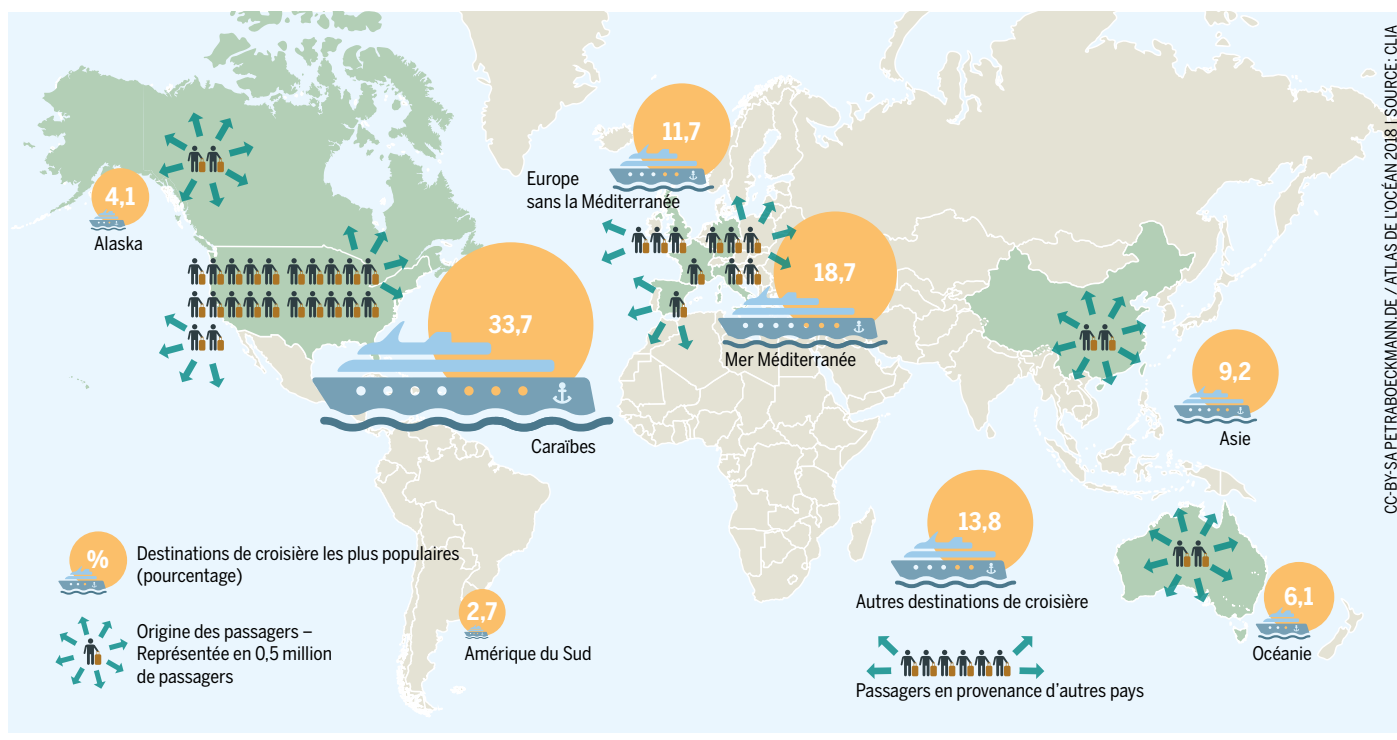 11,7
Europe
sans la Méditerranée
4,1
Alaska
18,7
Mer Méditerranée
33,7
Caraïbes
9,2
Asie
13,8
Autres destinations de croisière
Passagers en provenance d’autres pays
6,1
Océanie
2,7
Amérique du Sud
%
Destinations de croisière les plus populaires
(pourcentage)
Origine des passagers –
Représentée en 0,5 million
de passagers
CC-BY-SA PETRABOECKMANN.DE / ATLAS DE L’OCÉAN 2018 | SOURCE: CLIA